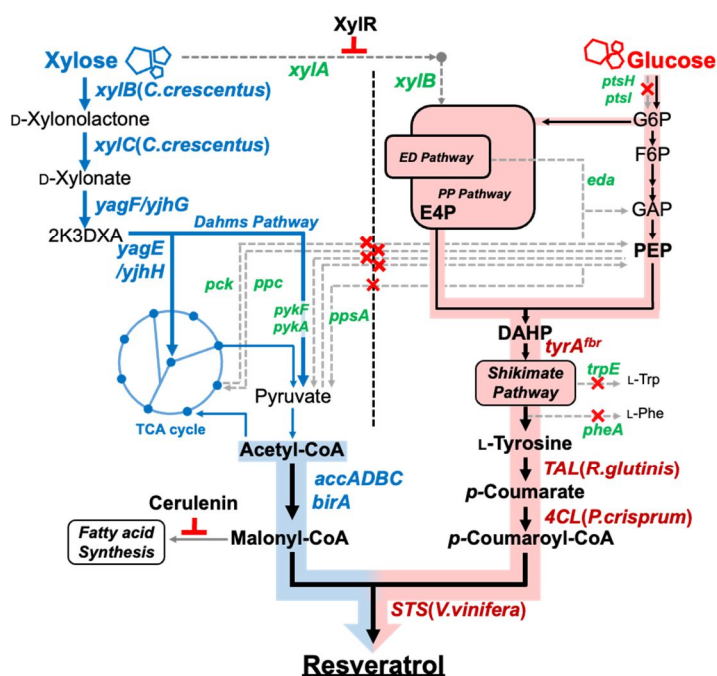 XylR
Xylose
Glucose
xylA
xylB
ptsH
ptsI
xylB(C.crescentus)
D-Xylonolactone
G6P
xylC(C.crescentus)
F6P
ED Pathway
D-Xylonate
eda
PP Pathway
yagF/yjhG
E4P
GAP
Dahms Pathway
2K3DXA
yagE
/yjhH
PEP
pck
ppc
pykF
pykA
ppsA
DAHP
tyrAfbr
Shikimate
Pathway
trpE
L-Trp
Pyruvate
L-Phe
pheA
TCA cycle
Acetyl-CoA
L-Tyrosine
accADBC
birA
TAL(R.glutinis)
p-Coumarate
Cerulenin
4CL(P.crisprum)
Fatty acid
Synthesis
Malonyl-CoA
p-Coumaroyl-CoA
STS(V.vinifera)
Resveratrol